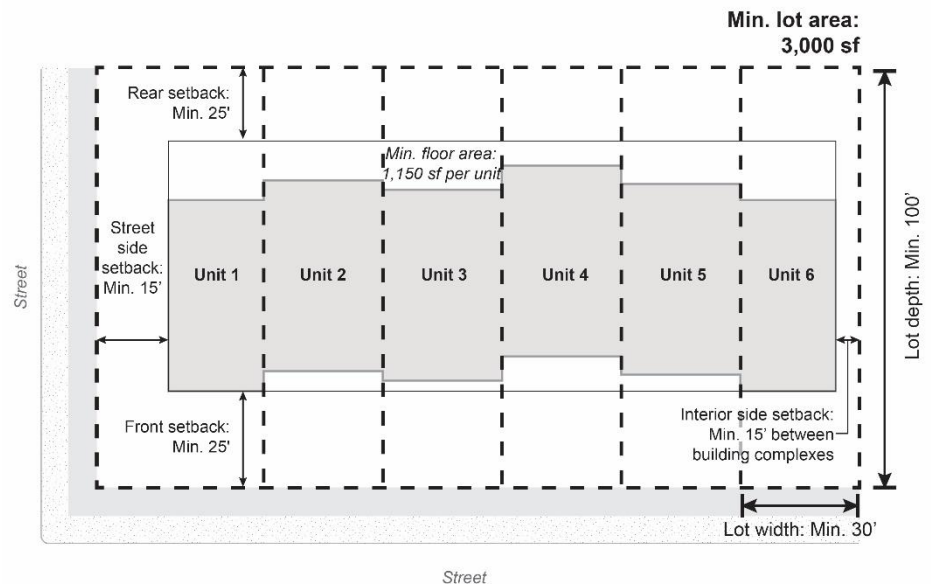 Min. lot area:
3,000 sf
Rear setback:
Min. 25'
Min. floor area:
1,150 sf per unit
Street
side
setback:
Min. 15’
Unit 1
Unit 2
Unit 3
Unit 4
Unit 5
Unit 6
Street
Lot depth: Min. 100’
Front setback:
Min. 25'
Interior side setback:
Min. 15’ between
building complexes
Lot width: Min. 30’
Street